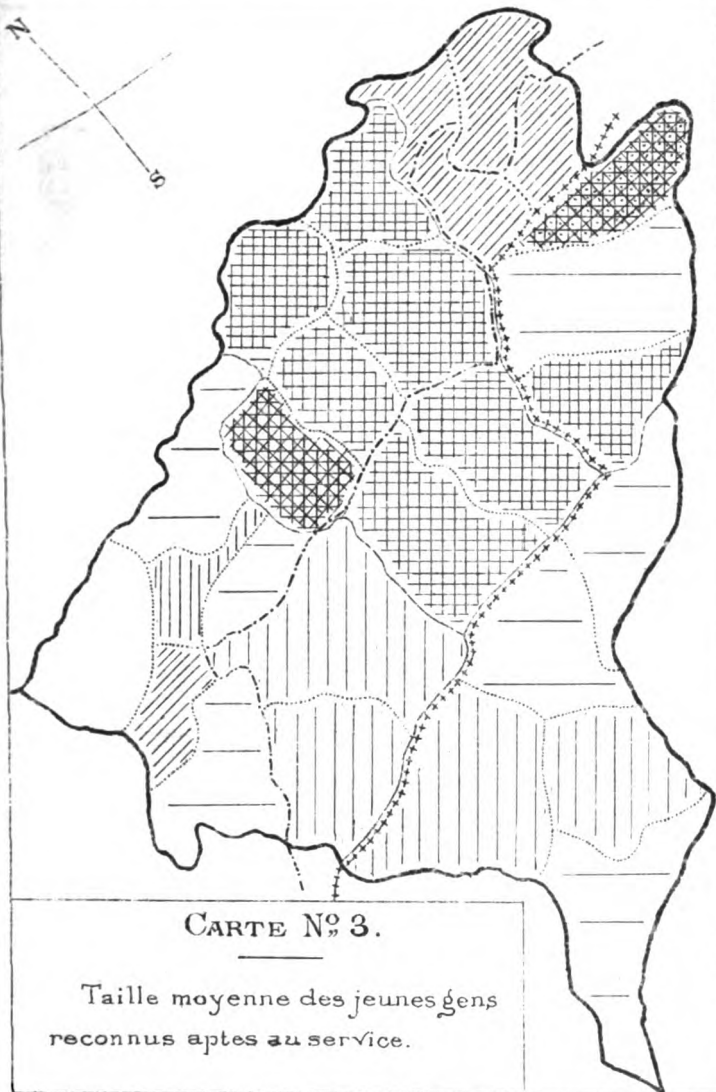 N
S
CARTE Nº 3.
Taille moyenne des jeunes gens
reconnus aptes au service.